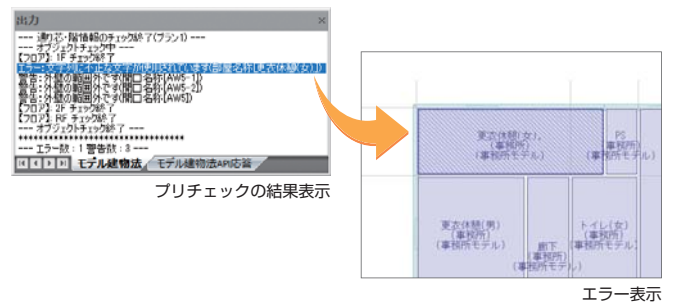 出力
--- 通り芯・階情報のチェック終了(プラン1) ---
--- オブジェクトチェック中 ---
【フロア】: 1F チェック終了
エラー:文字列に不正な文字が使用されています(部屋名称[更衣休憩(女),])
警告:外壁の範囲外です(開口名称[AW5-1])
警告:外壁の範囲外です(開口名称[AW5-2])
警告:外壁の範囲外です(開口名称[AW5])
【フロア】: 2F チェック終了
【フロア】: RF チェック終了
--- オブジェクトチェック終了 ---
--- エラー数 : 1 警告数 : 3 ---
モデル建物法
モデル建物法API応答
プリチェックの結果表示
更衣休憩(女),
(事務所)
(事務所モデル)
PS
(事務所)
(事務所モデル)
更衣休憩(男)
(事務所)
(事務所モデル)
廊下
(事務所)
(事務所モデル)
トイレ(女)
(事務所)
(事務所モデル)
エラー表示